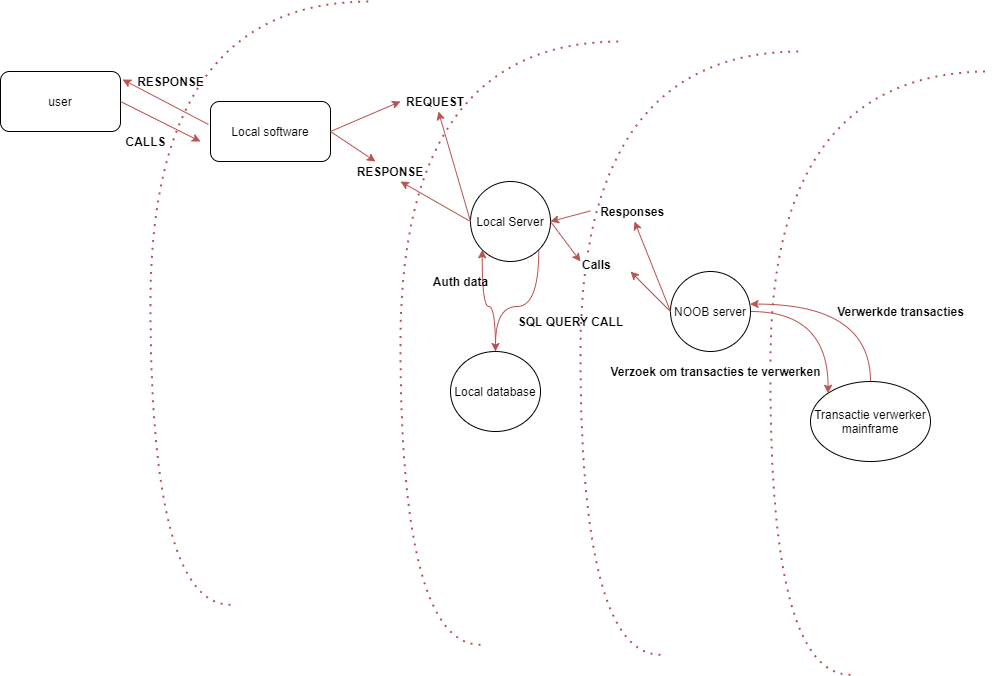 RESPONSE
user
REQUEST
Local software
CALLS
RESPONSE
Responses
Local Server
Calls
Auth data
NOOB server
Verwerkde transacties
SQL QUERY CALL
Verzoek om transacties te verwerken
Local database
Transactie verwerker
mainframe